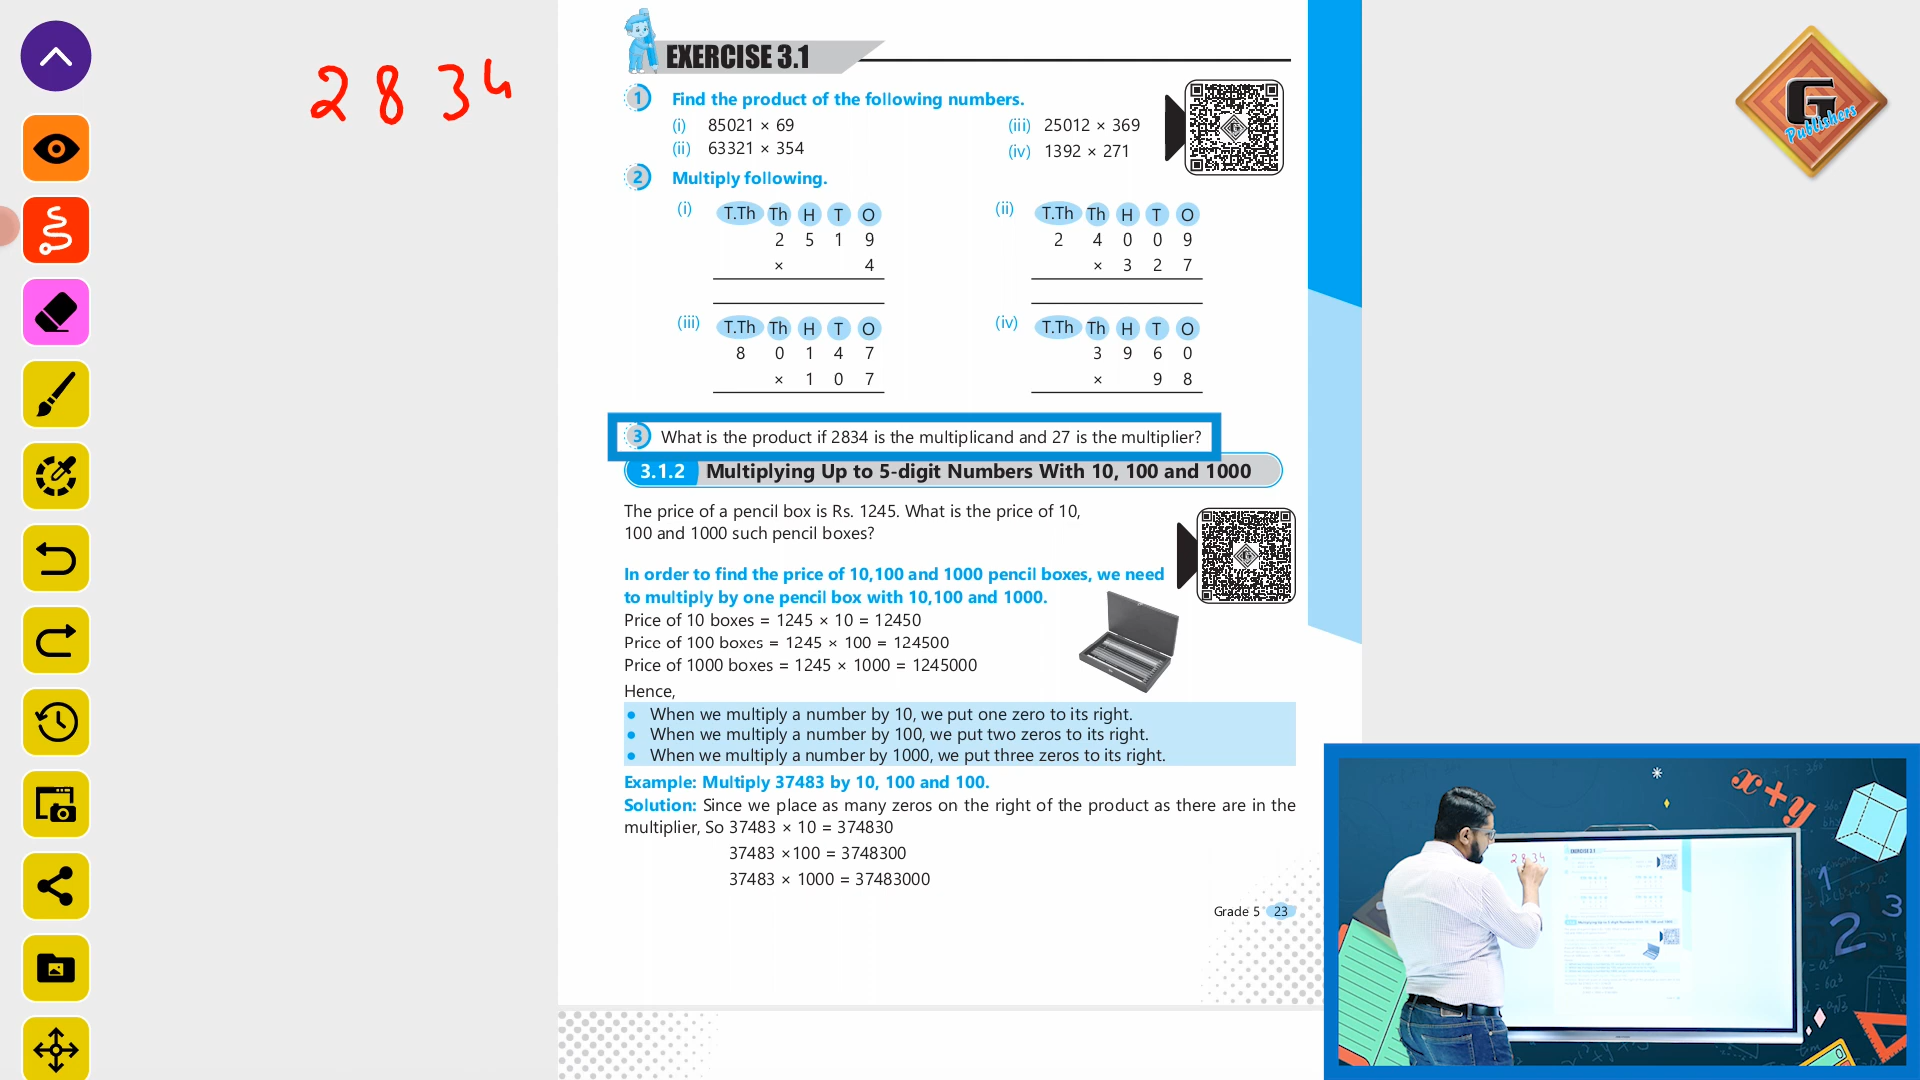 2 8 3 4
EXERCISE 3.1
1 Find the product of the following numbers.
(i) 85021 × 69
(iii) 25012 × 369
(ii) 63321 × 354
(iv) 1392 × 271
2 Multiply following.
(i) T.Th Th H T O
2 5 1 9
× 4
(ii) T.Th Th H T O
2 4 0 0 9
× 3 2 7
(iii) T.Th Th H T O
8 0 1 4 7
× 1 0 7
(iv) T.Th Th H T O
3 9 6 0
× 9 8
3 What is the product if 2834 is the multiplicand and 27 is the multiplier?
3.1.2 Multiplying Up to 5-digit Numbers With 10, 100 and 1000
The price of a pencil box is Rs. 1245. What is the price of 10,
100 and 1000 such pencil boxes?
In order to find the price of 10,100 and 1000 pencil boxes, we need
to multiply by one pencil box with 10,100 and 1000.
Price of 10 boxes = 1245 × 10 = 12450
Price of 100 boxes = 1245 × 100 = 124500
Price of 1000 boxes = 1245 × 1000 = 1245000
Hence,
• When we multiply a number by 10, we put one zero to its right.
• When we multiply a number by 100, we put two zeros to its right.
• When we multiply a number by 1000, we put three zeros to its right.
Example: Multiply 37483 by 10, 100 and 100.
Solution: Since we place as many zeros on the right of the product as there are in the
multiplier, So 37483 × 10 = 374830
37483 ×100 = 3748300
37483 × 1000 = 37483000
Grade 5 23
G Publishers
x+y
1
2
3
2834
EXERCISE 3.1